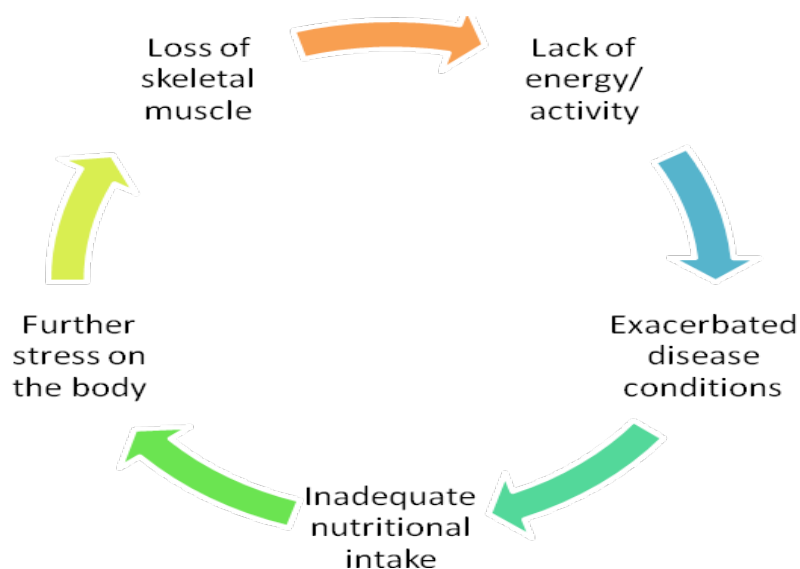 Loss of
skeletal
muscle
Lack of
energy/
activity
Exacerbated
disease
conditions
Inadequate
nutritional
intake
Further
stress on
the body